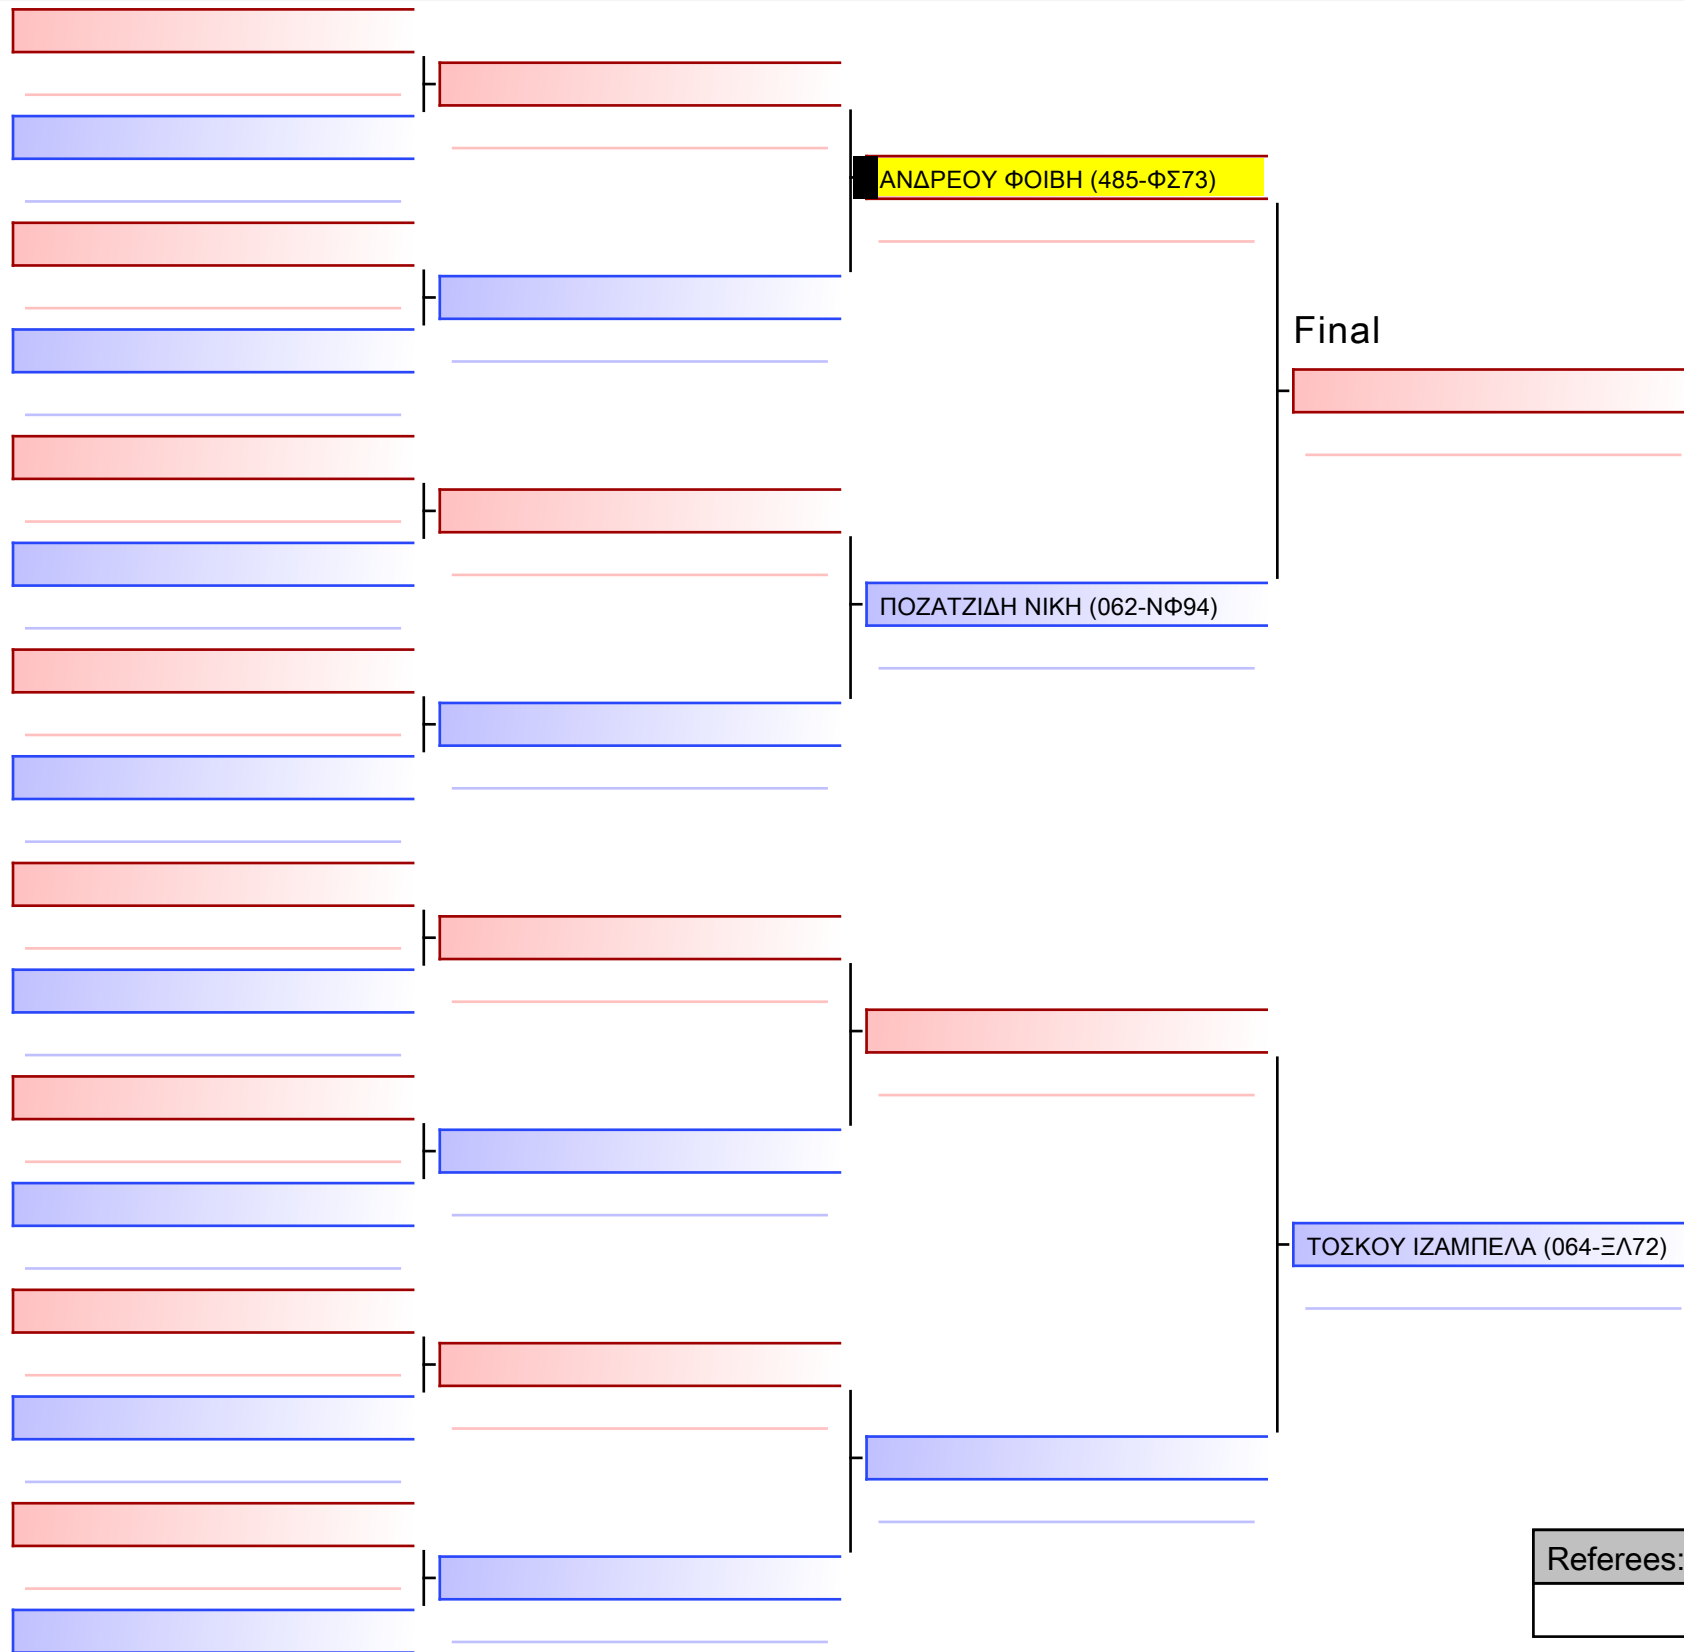 ΑΝΔΡΕΟΥ ΦΟΙΒΗ (485-ΦΣ73)
Final
ΠΟΖΑΤΖΙΔΗ ΝΙΚΗ (062-ΝΦ94)
ΤΟΣΚΟΥ ΙΖΑΜΠΕΛΑ (064-ΞΛ72)
Referees: